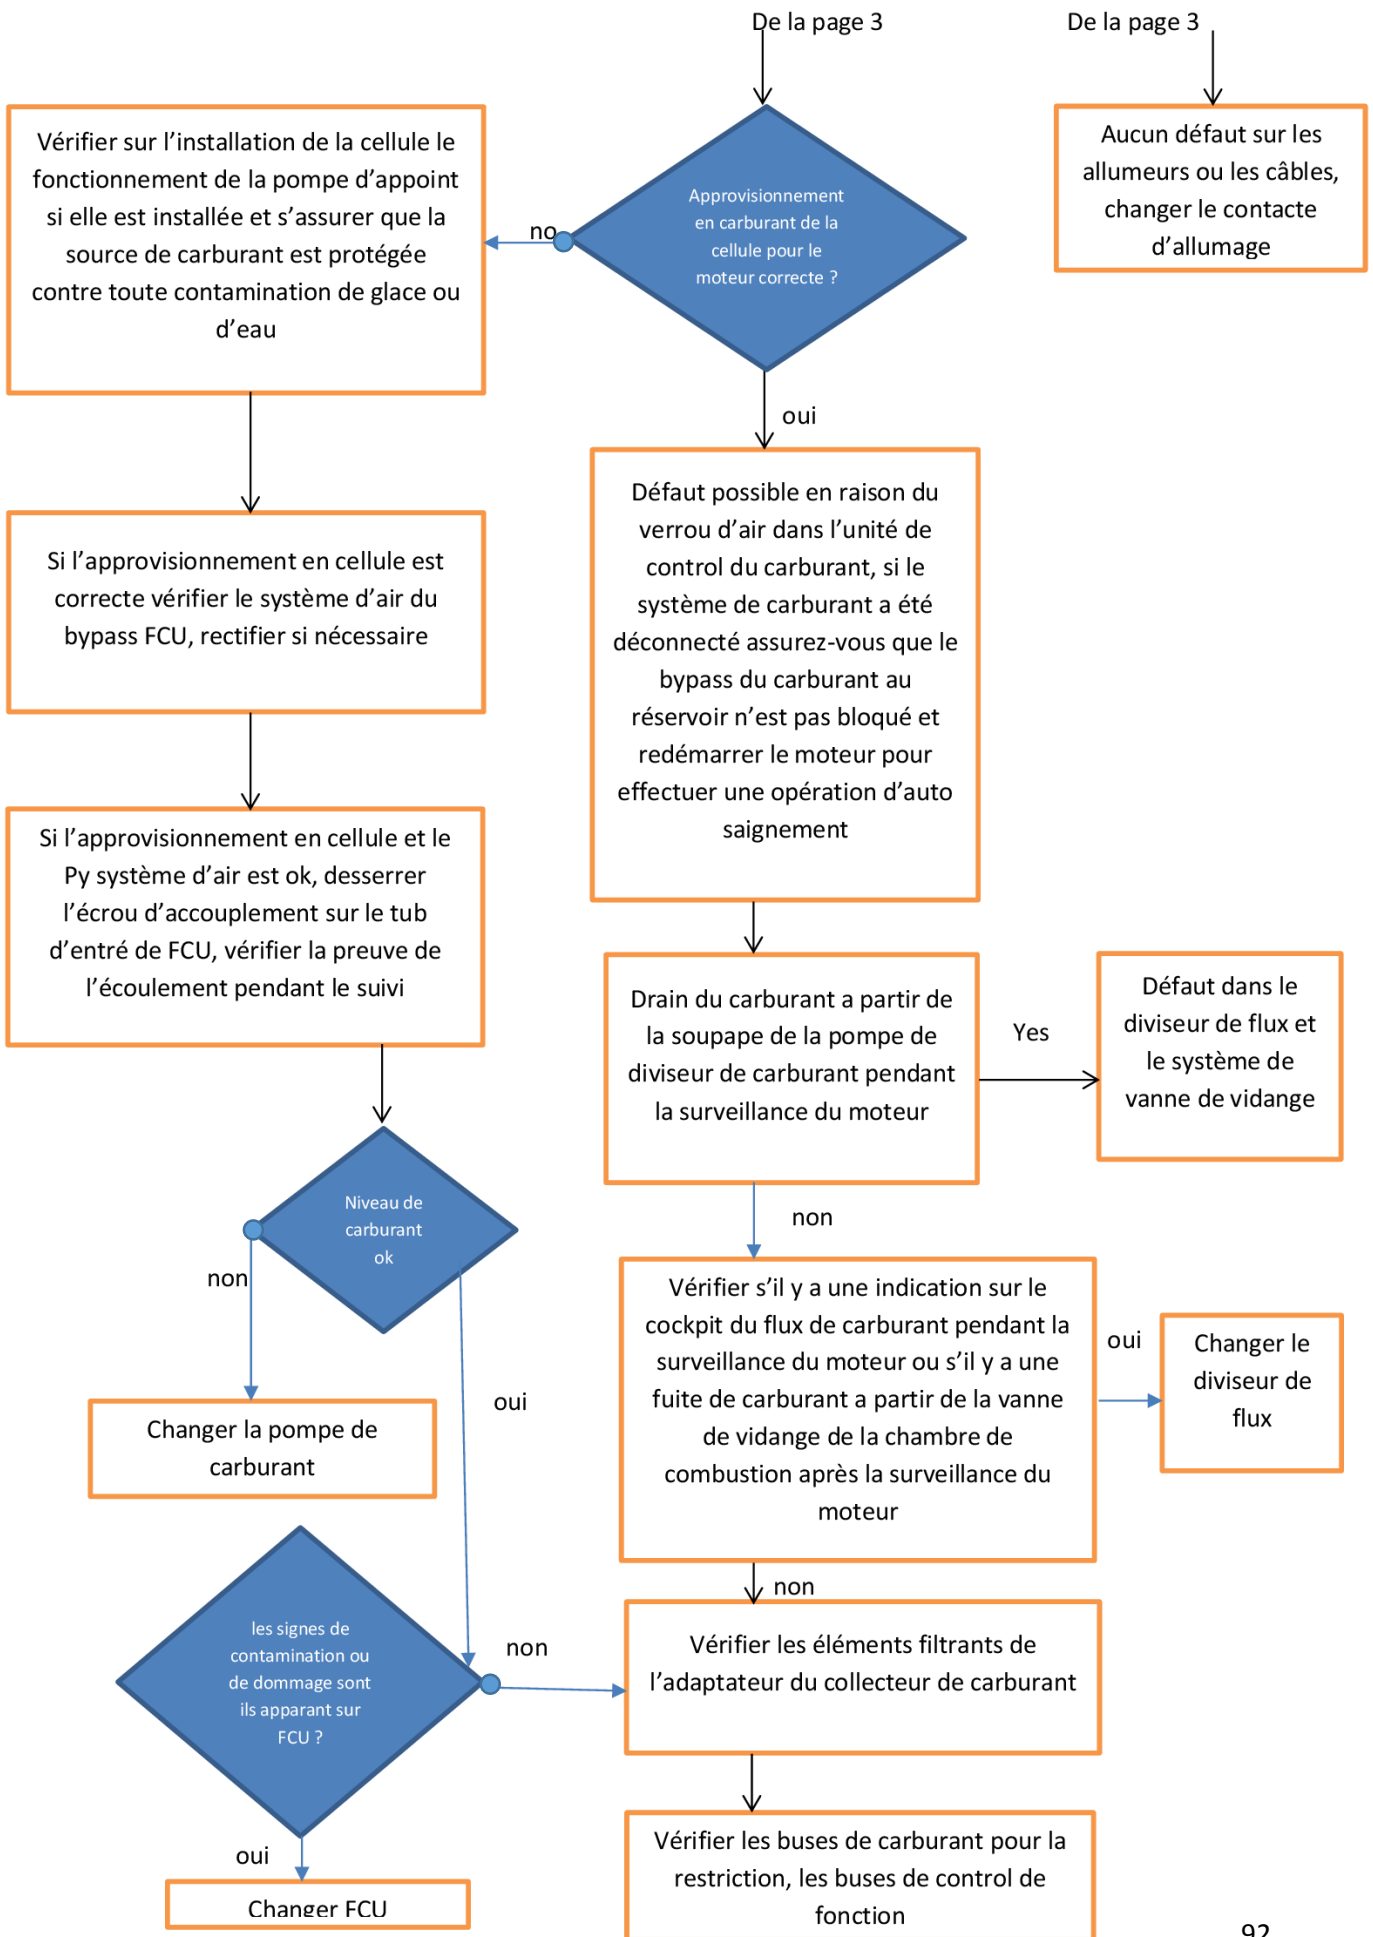 De la page 3
De la page 3
Vérifier sur l’installation de la cellule le
fonctionnement de la pompe d’appoint
si elle est installée et s’assurer que la
source de carburant est protégée
contre toute contamination de glace ou
d’eau
no
Approvisionnement
en carburant de la
cellule pour le
moteur correcte ?
Aucun défaut sur les
allumeurs ou les câbles,
changer le contacte
d’allumage
oui
Si l’approvisionnement en cellule est
correcte vérifier le système d’air du
bypass FCU, rectifier si nécessaire
Défaut possible en raison du
verrou d’air dans l’unité de
control du carburant, si le
système de carburant a été
déconnecté assurez-vous que le
bypass du carburant au
réservoir n’est pas bloqué et
redémarrer le moteur pour
effectuer une opération d’auto
saignement
Si l’approvisionnement en cellule et le
Py système d’air est ok, desserrer
l’écrou d’accouplement sur le tub
d’entré de FCU, vérifier la preuve de
l’écoulement pendant le suivi
Drain du carburant a partir de
la soupape de la pompe de
diviseur de carburant pendant
la surveillance du moteur
Yes
Défaut dans le
diviseur de flux et
le système de
vanne de vidange
Niveau de
carburant
ok
non
non
oui
Vérifier s’il y a une indication sur le
cockpit du flux de carburant pendant la
surveillance du moteur ou s’il y a une
fuite de carburant a partir de la vanne
de vidange de la chambre de
combustion après la surveillance du
moteur
oui
Changer le
diviseur de
flux
Changer la pompe de
carburant
non
les signes de
contamination ou
de dommage sont
ils apparant sur
FCU ?
non
Vérifier les éléments filtrants de
l’adaptateur du collecteur de carburant
oui
Changer FCU
Vérifier les buses de carburant pour la
restriction, les buses de control de
fonction
92